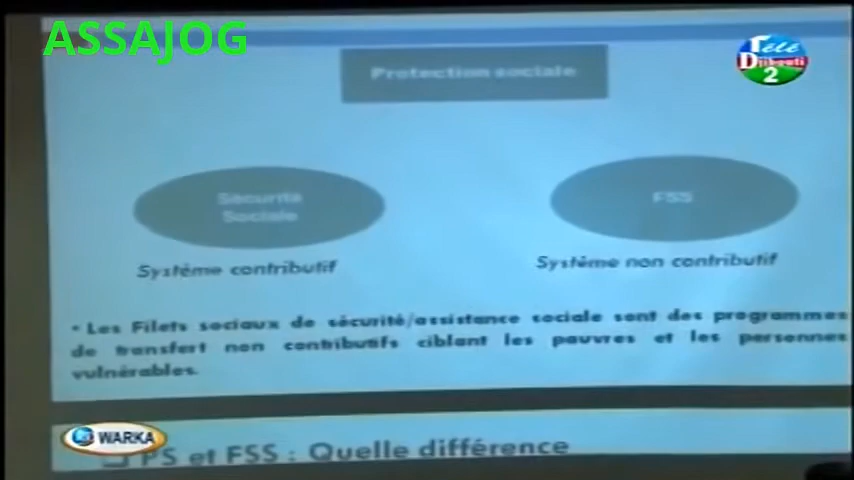 ASSAJOG
Télé
Djibouti
2
Protection sociale
Sécurité
Sociale
FSS
Système contributif
Système non contributif
• Les Filets sociaux de sécurité/assistance sociale sont des programmes
de transfert non contributifs ciblant les pauvres et les personnes
vulnérables.
WARKA
PS et FSS : Quelle différence